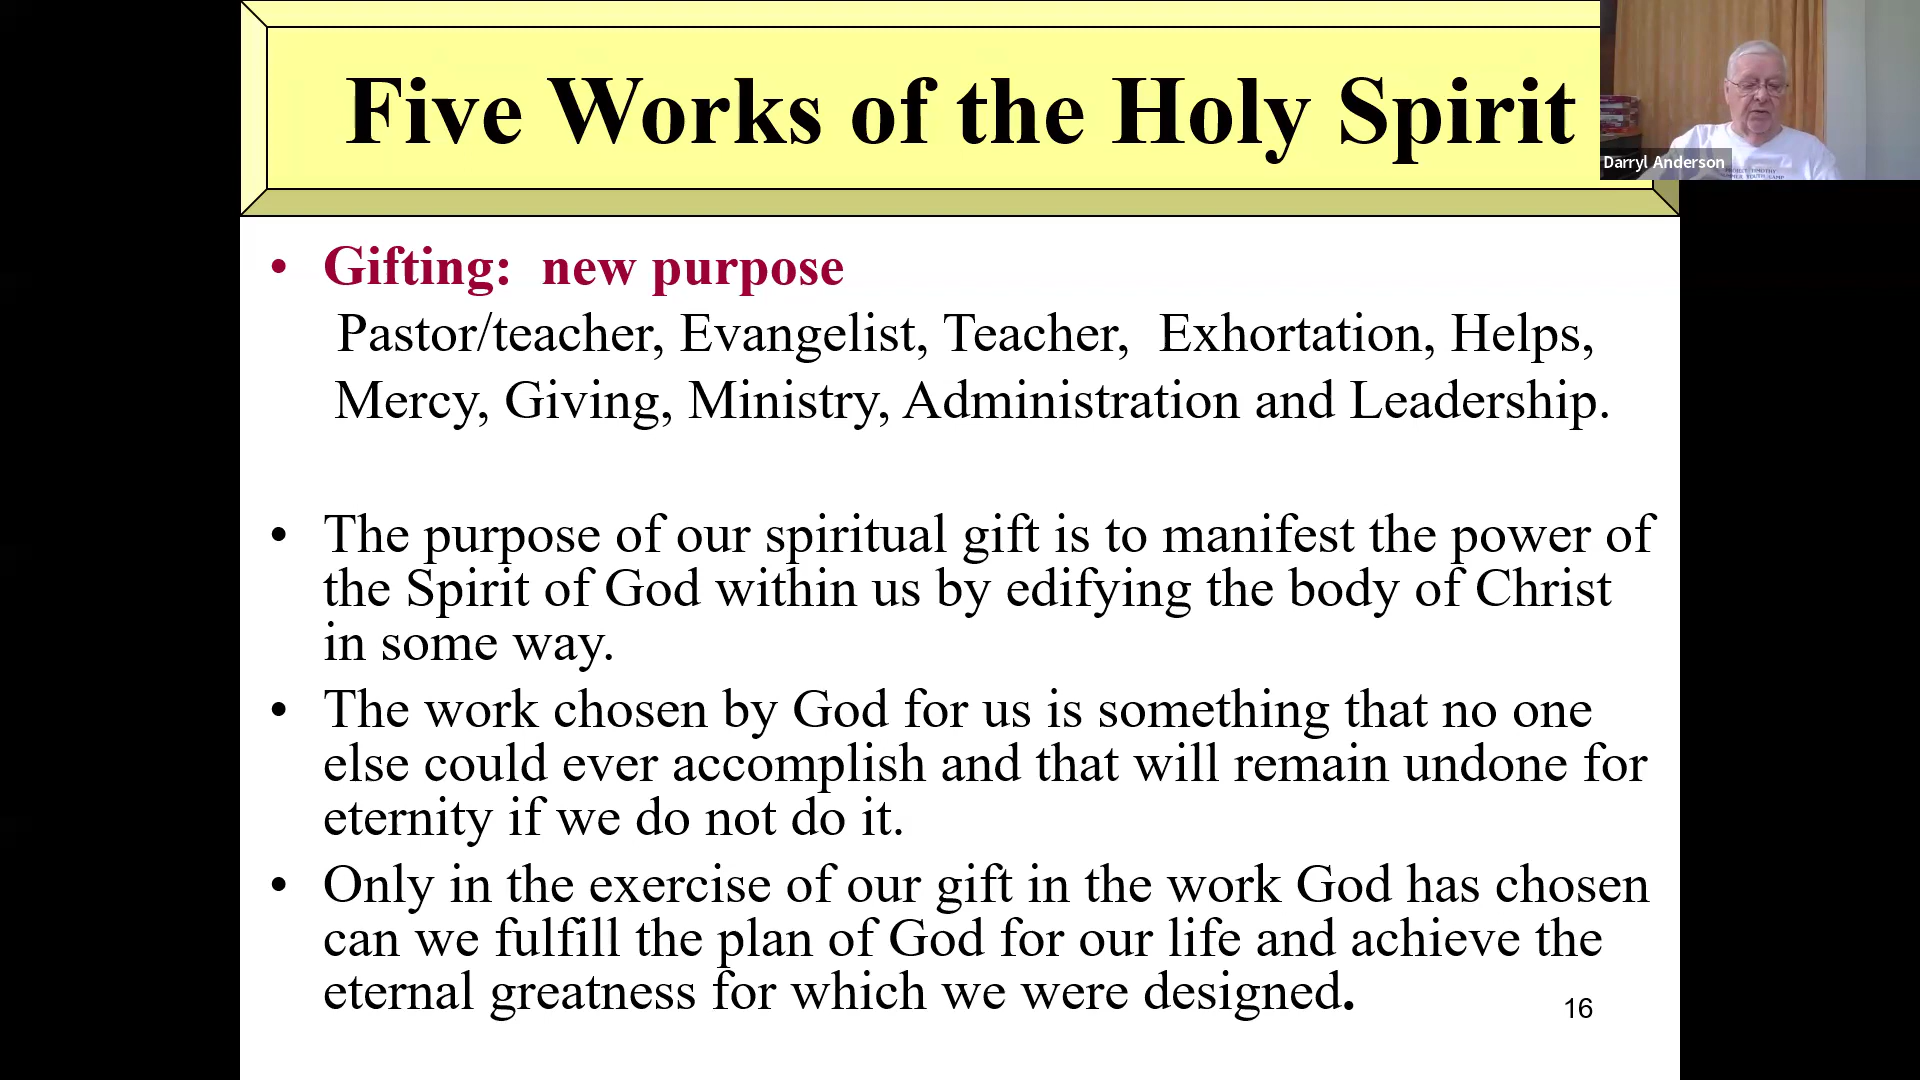 Five Works of the Holy Spirit
Darryl Anderson
• Gifting:  new purpose
Pastor/teacher, Evangelist, Teacher,  Exhortation, Helps,
Mercy, Giving, Ministry, Administration and Leadership.
• The purpose of our spiritual gift is to manifest the power of
the Spirit of God within us by edifying the body of Christ
in some way.
• The work chosen by God for us is something that no one
else could ever accomplish and that will remain undone for
eternity if we do not do it.
• Only in the exercise of our gift in the work God has chosen
can we fulfill the plan of God for our life and achieve the
eternal greatness for which we were designed.
16